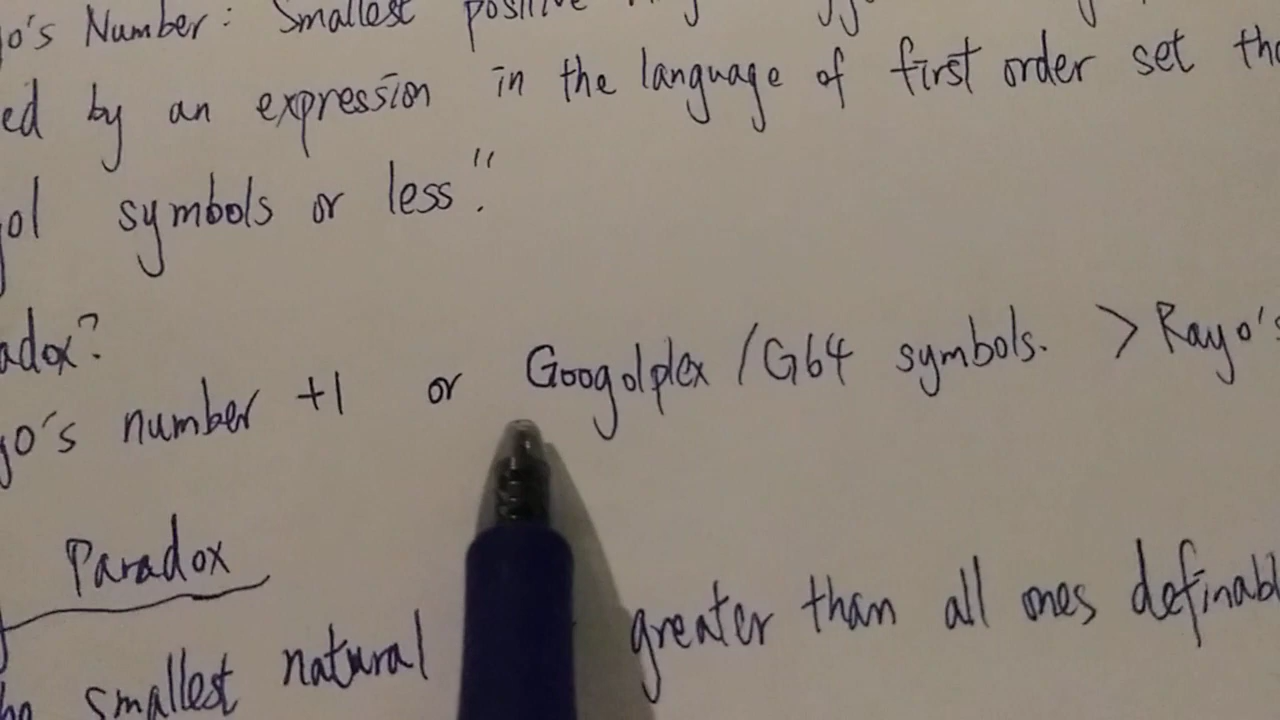 o's Number: Smallest positive
ed by an expression in the language of first order set
ol symbols or less."
adox?
o's number +1 or Googolplex /G64 symbols. > Rayo's
Paradox
smallest natural greater than all ones definabl